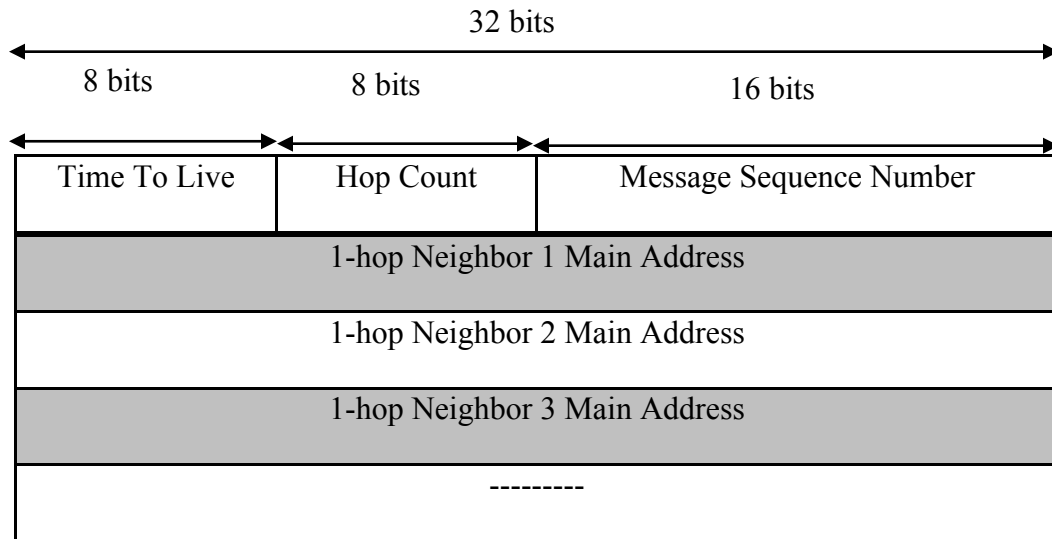 32 bits
8 bits 8 bits 16 bits
Time To Live Hop Count Message Sequence Number
1-hop Neighbor 1 Main Address
1-hop Neighbor 2 Main Address
1-hop Neighbor 3 Main Address
---------